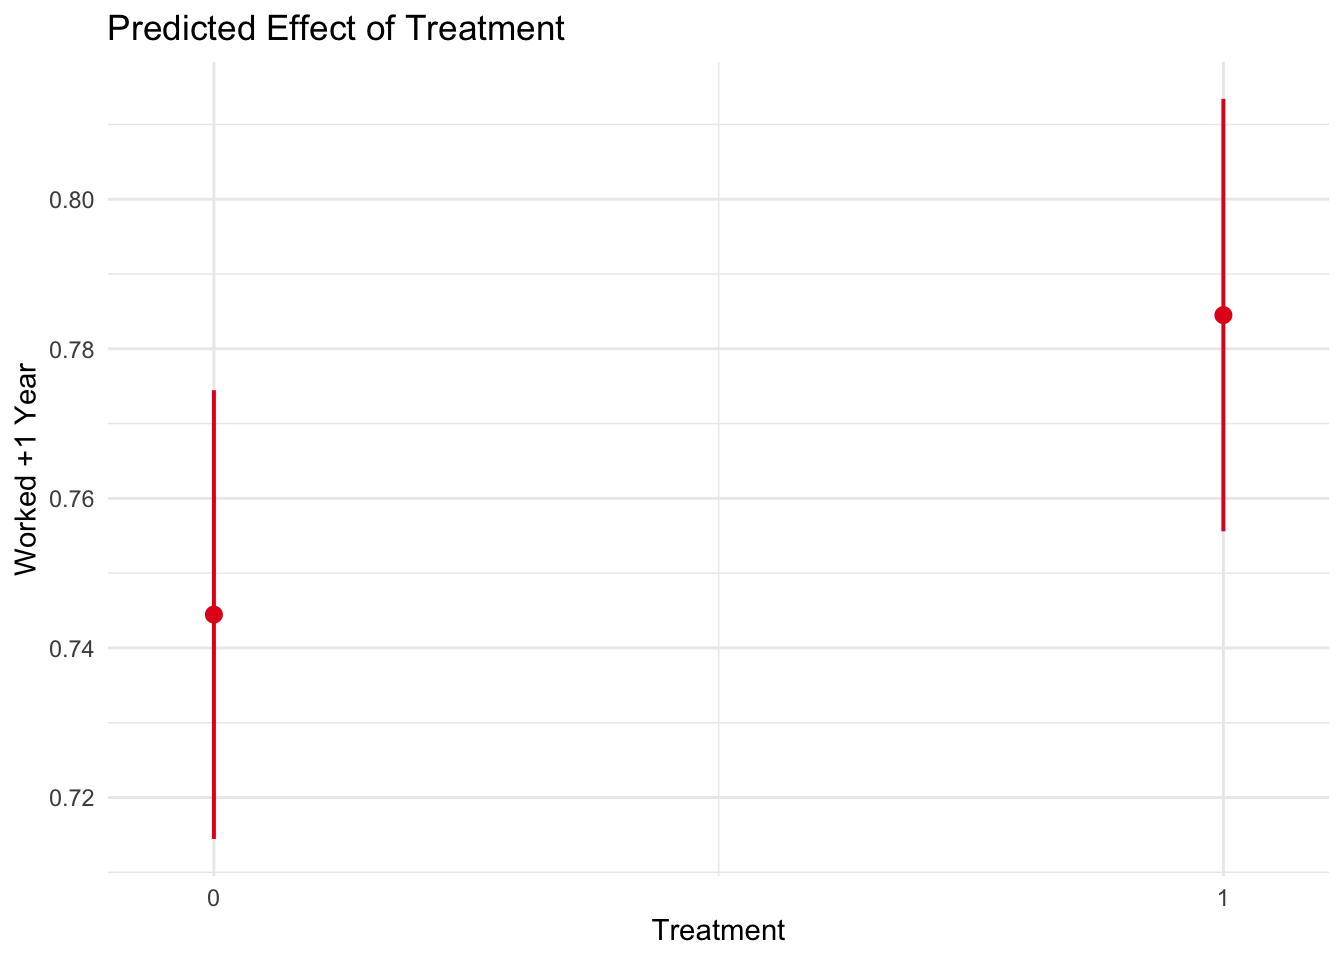 Predicted Effect of Treatment
Worked +1 Year
0.80
0.78
0.76
0.74
0.72
0
1
Treatment